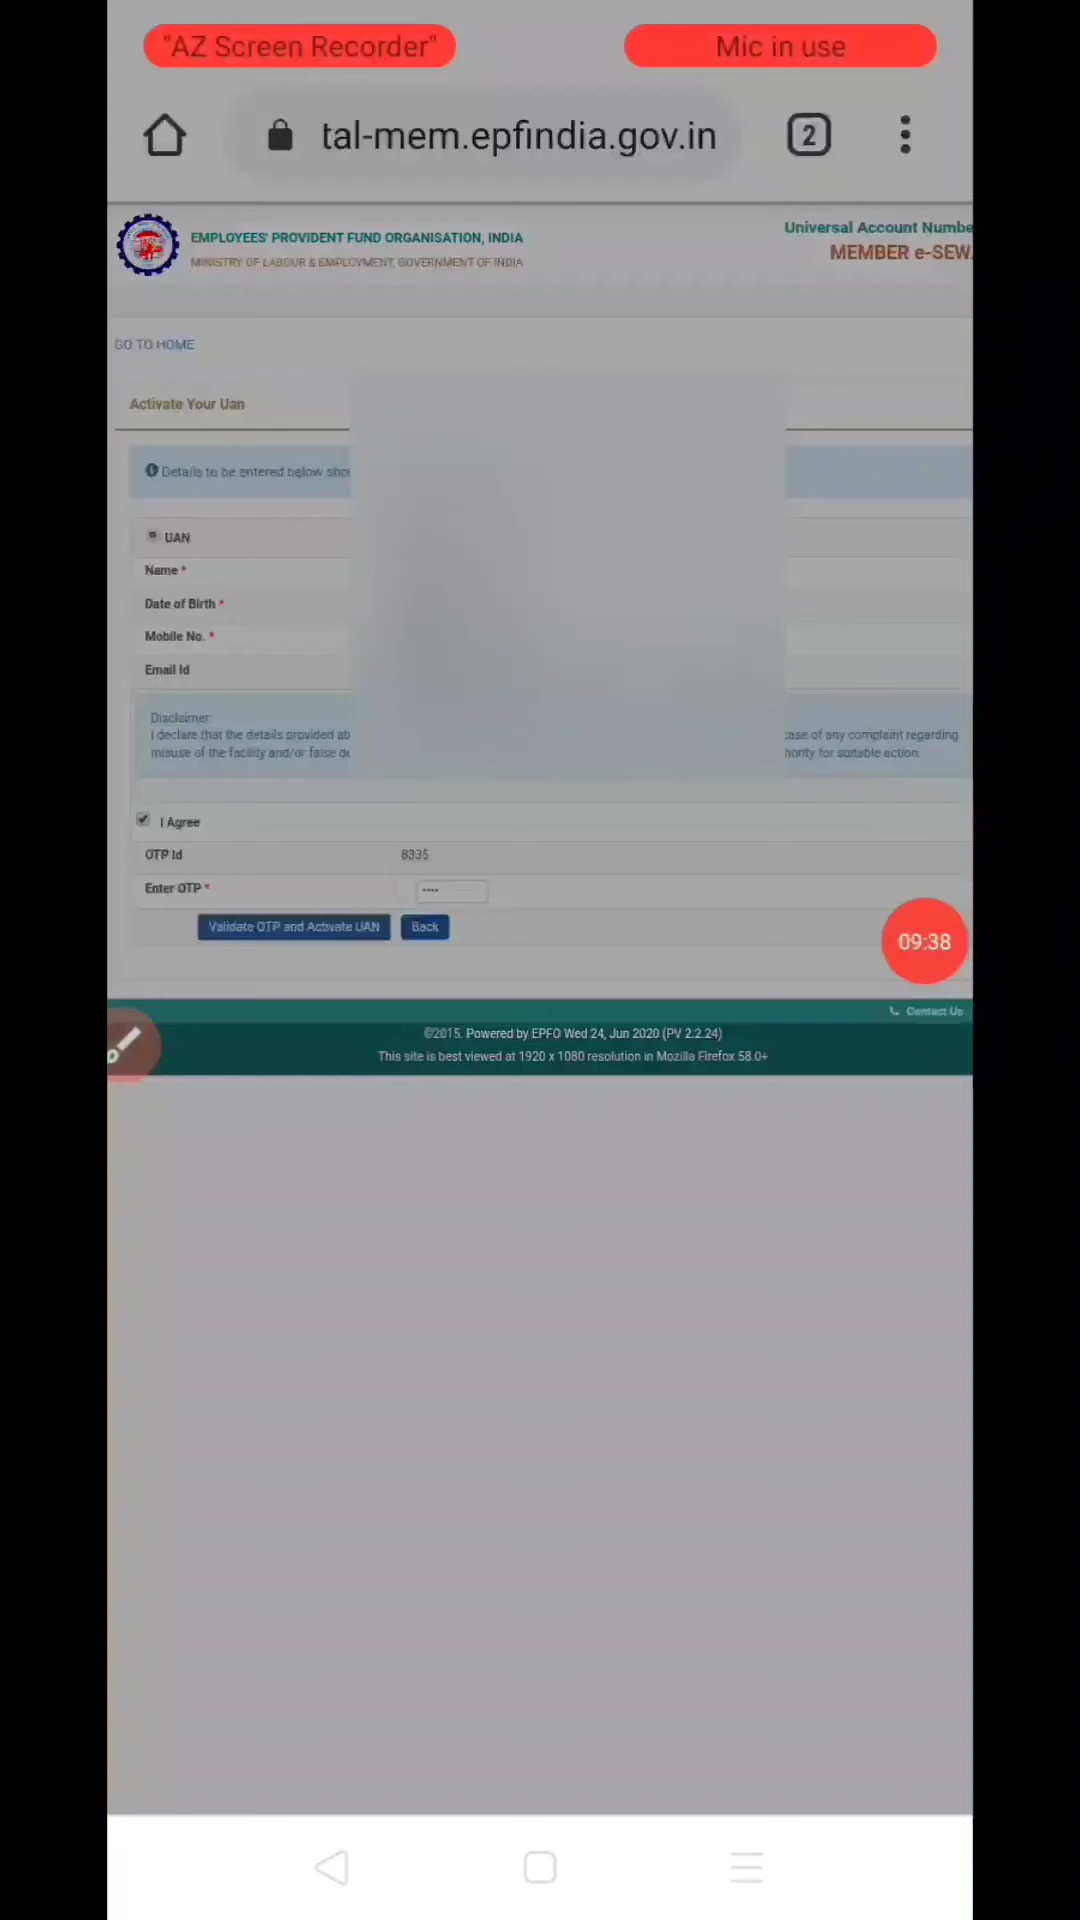 "AZ Screen Recorder"
Mic in use
tal-mem.epfindia.gov.in
2
EMPLOYEES' PROVIDENT FUND ORGANISATION, INDIA
MINISTRY OF LABOUR & EMPLOYMENT, GOVERNMENT OF INDIA
Universal Account Numbe
MEMBER e-SEW
GO TO HOME
Activate Your Uan
Details to be entered below sho
UAN
Name *
Date of Birth *
Mobile No. *
Email Id
Disclaimer:
I declare that the details provided ab
case of any complaint regarding
misuse of the facility and/or false de
hority for suitable action.
I Agree
OTP Id 8335
Enter OTP * ····
Validate OTP and Activate UAN Back
09:38
Contact Us
©2015. Powered by EPFO Wed 24, Jun 2020 (PV 2.2.24)
This site is best viewed at 1920 x 1080 resolution in Mozilla Firefox 58.0+